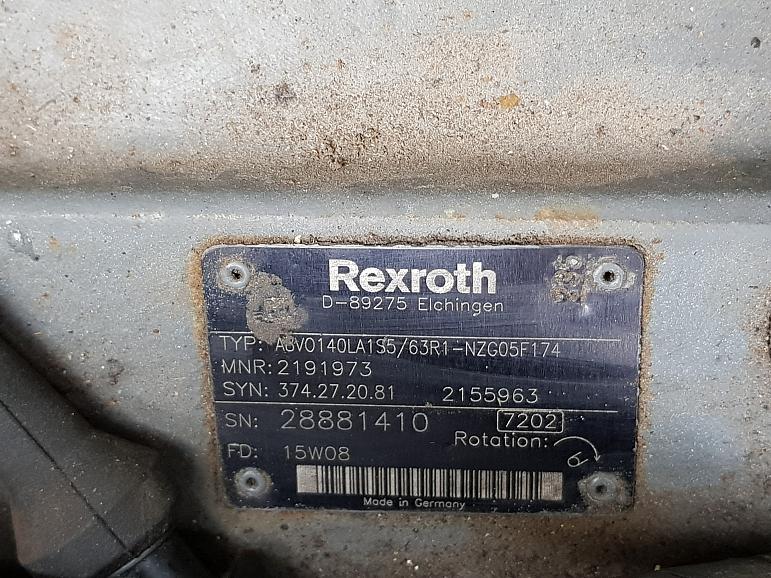 Rexroth
D-89275 Elchingen
TYP: A8VO140LA1S5/63R1-NZG05F174
MNR: 2191973
SYN: 374.27.20.81 2155963
SN: 28881410 7202
Rotation:
FD: 15W08
Made in Germany